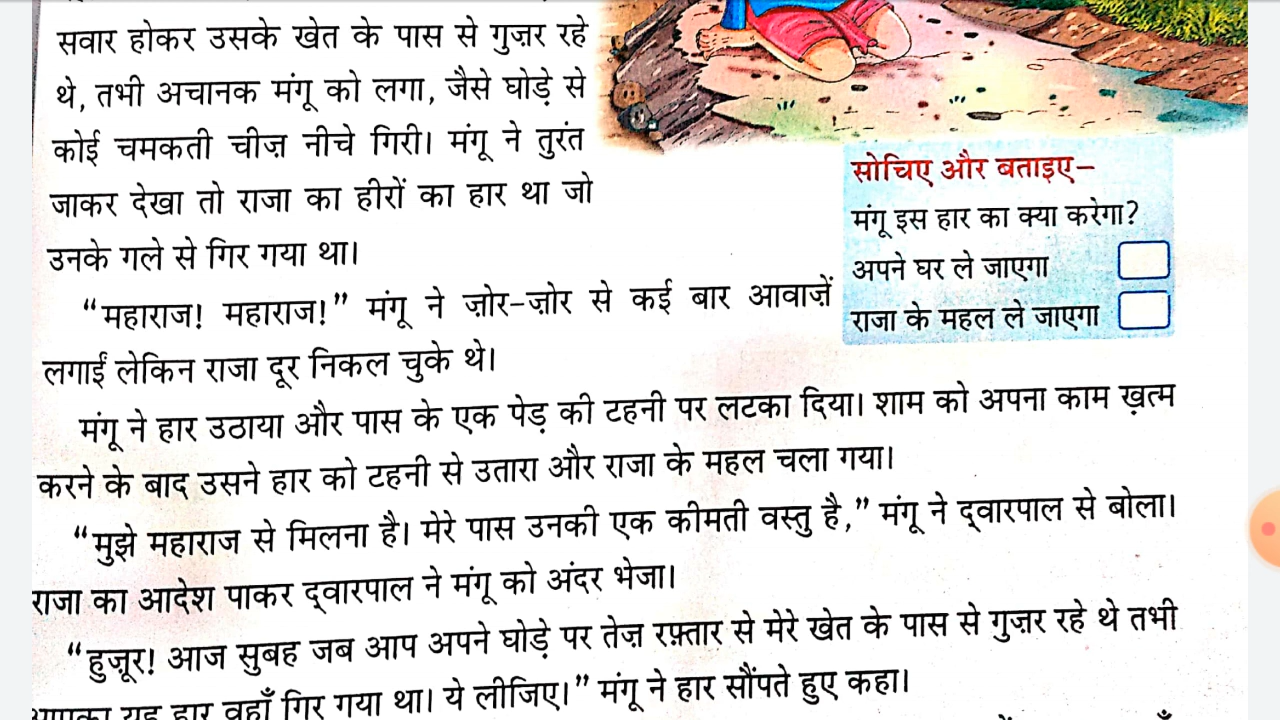 सवार होकर उसके खेत के पास से गुज़र रहे
थे, तभी अचानक मंगू को लगा, जैसे घोड़े से
कोई चमकती चीज़ नीचे गिरी। मंगू ने तुरंत
जाकर देखा तो राजा का हीरों का हार था जो
उनके गले से गिर गया था।
सोचिए और बताइए–
मंगू इस हार का क्या करेगा?
अपने घर ले जाएगा
राजा के महल ले जाएगा
“महाराज! महाराज!” मंगू ने ज़ोर-ज़ोर से कई बार आवाज़ें
लगाईं लेकिन राजा दूर निकल चुके थे।
मंगू ने हार उठाया और पास के एक पेड़ की टहनी पर लटका दिया। शाम को अपना काम ख़त्म
करने के बाद उसने हार को टहनी से उतारा और राजा के महल चला गया।
“मुझे महाराज से मिलना है। मेरे पास उनकी एक कीमती वस्तु है,” मंगू ने द्वारपाल से बोला।
राजा का आदेश पाकर द्वारपाल ने मंगू को अंदर भेजा।
“हुज़ूर! आज सुबह जब आप अपने घोड़े पर तेज़ रफ़्तार से मेरे खेत के पास से गुज़र रहे थे तभी
आपका यह हार वहाँ गिर गया था। ये लीजिए।” मंगू ने हार सौंपते हुए कहा।